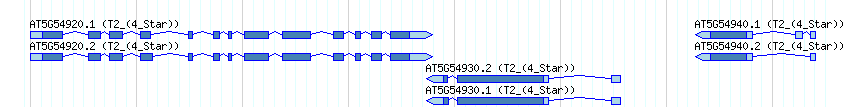 AT5G54920.1 (T2_(4_Star))
AT5G54940.1 (T2_(4_Star))
AT5G54920.2 (T2_(4_Star))
AT5G54940.2 (T2_(4_Star))
AT5G54930.2 (T2_(4_Star))
AT5G54930.1 (T2_(4_Star))